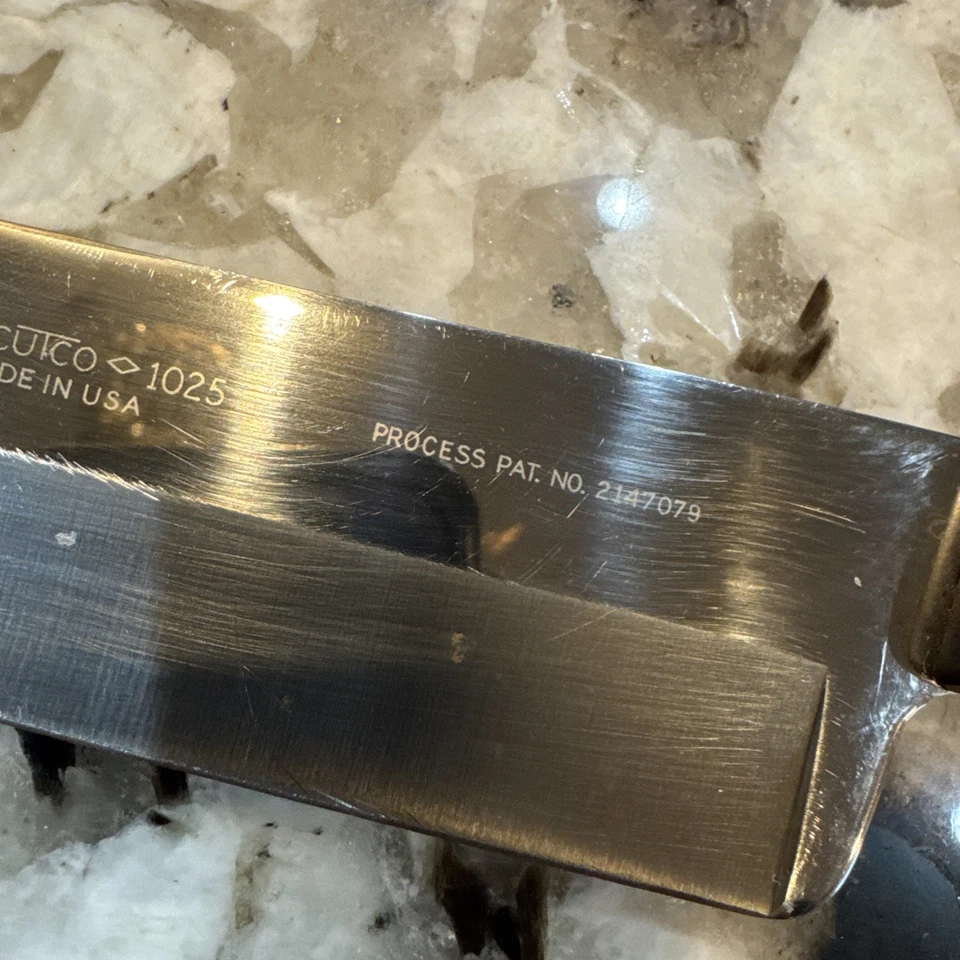 CUTCO ◇ 1025
DE IN USA
PROCESS PAT. NO. 2147079